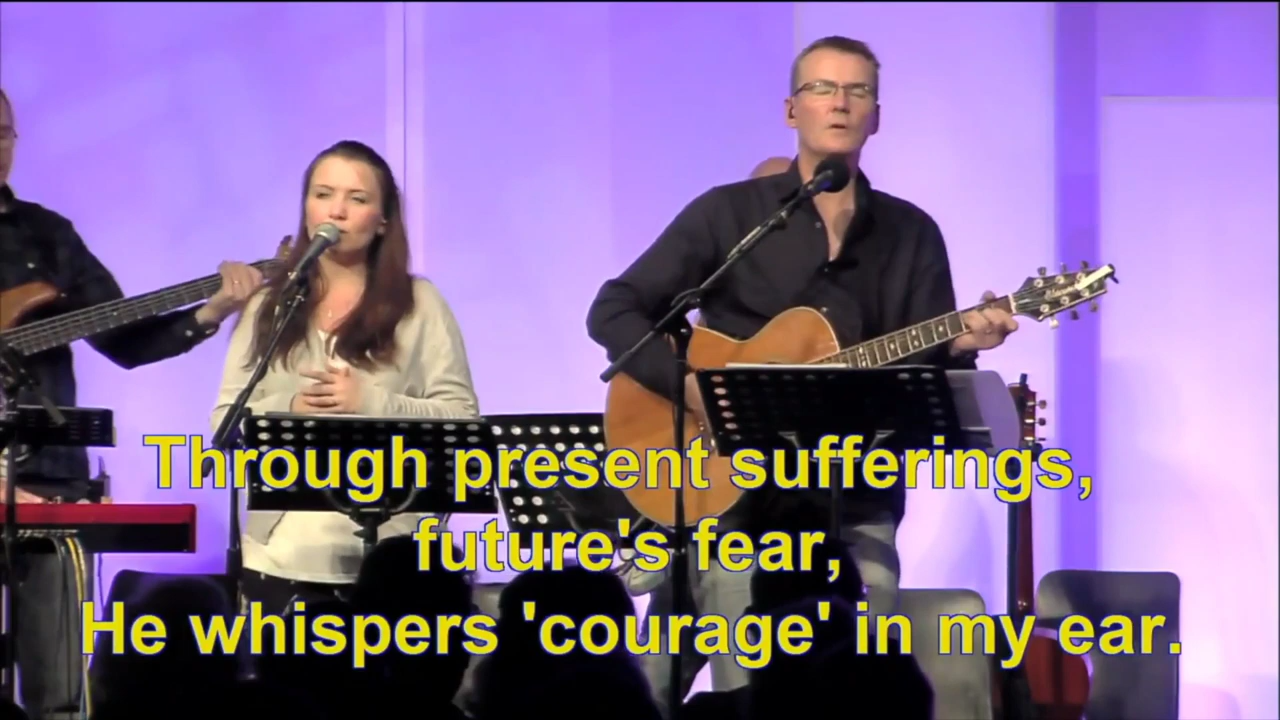 Through present sufferings,
future's fear,
He whispers 'courage' in my ear.